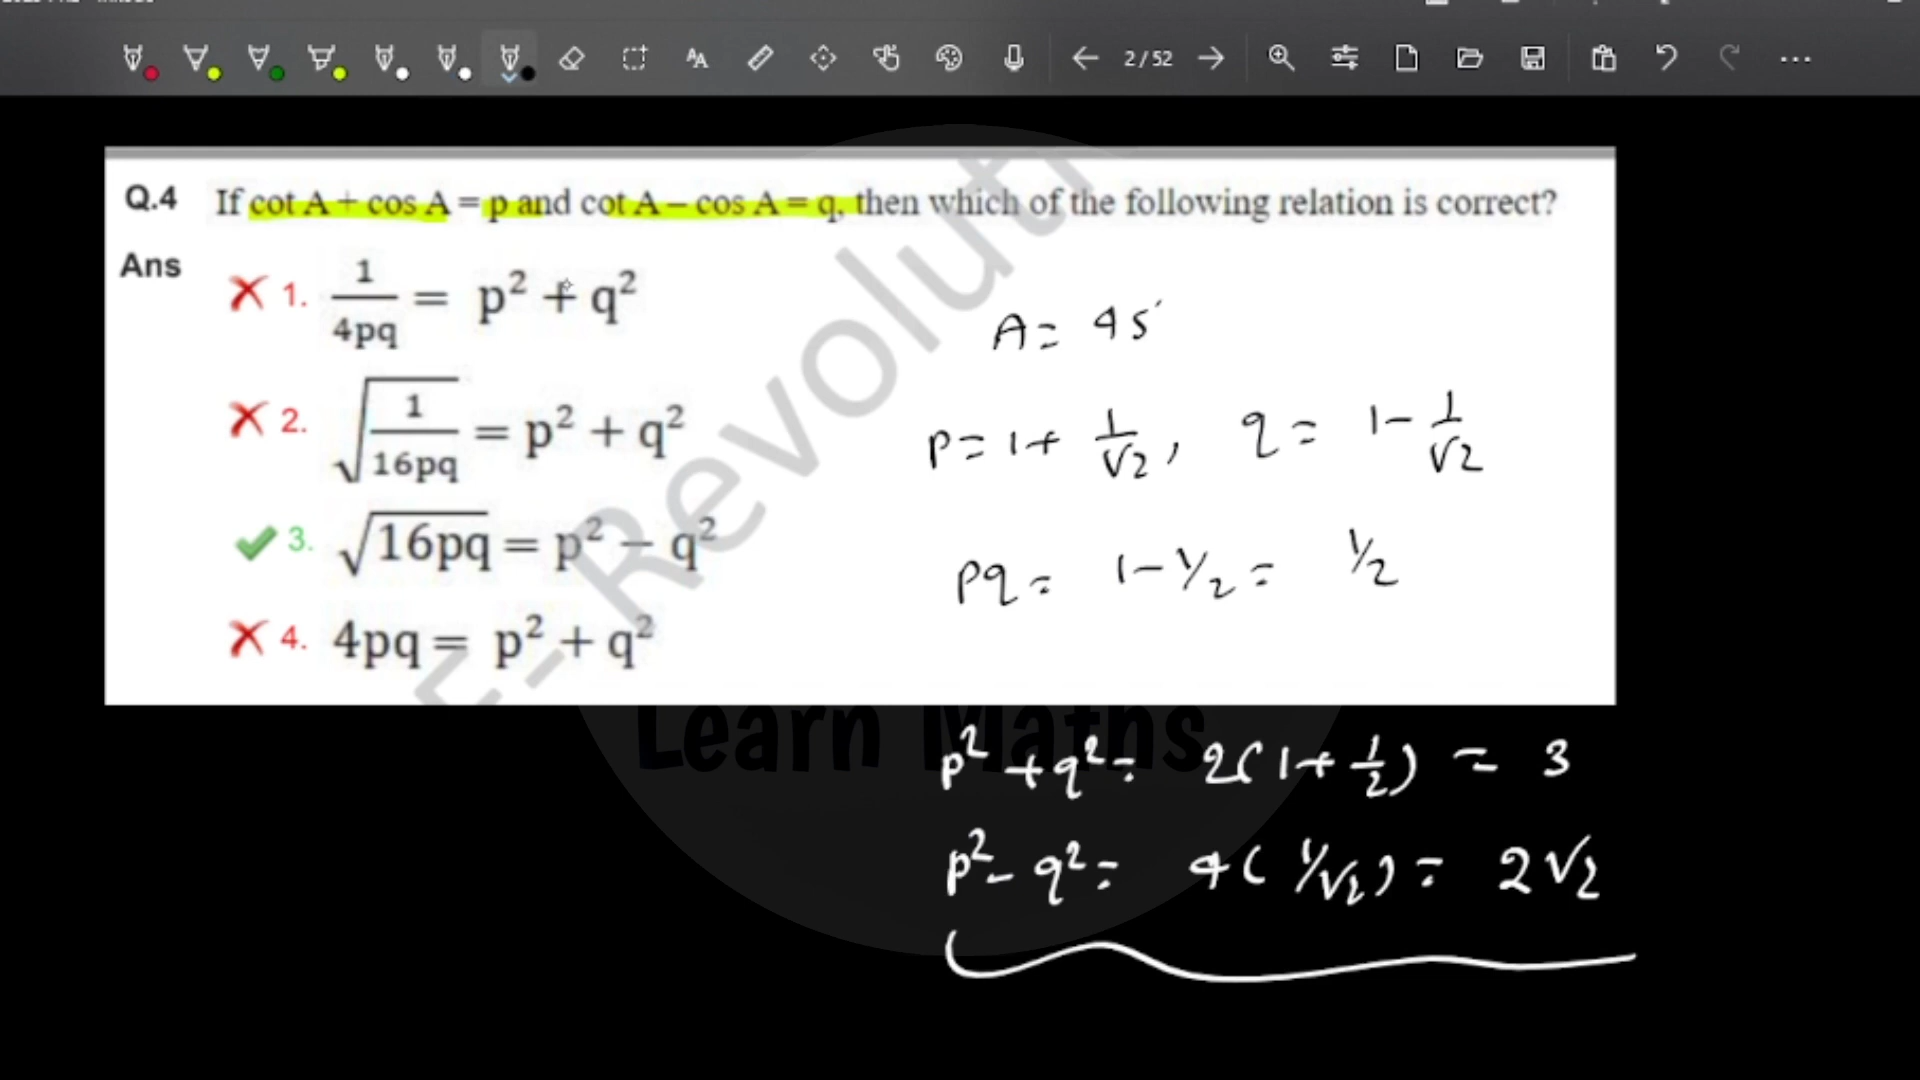 2 / 52
Q.4 If cot A + cos A = p and cot A – cos A = q, then which of the following relation is correct?
Ans
1. 1/4pq = p² + q²
2. √(1/16pq) = p² + q²
3. √16pq = p² – q²
4. 4pq = p² + q²
A = 45°
p = 1 + 1/√2, q = 1 - 1/√2
pq = 1 - 1/2 = 1/2
p² + q² = 2(1 + 1/2) = 3
p² - q² = 4(1/√2) = 2√2
E-Revoluti
Learn Maths